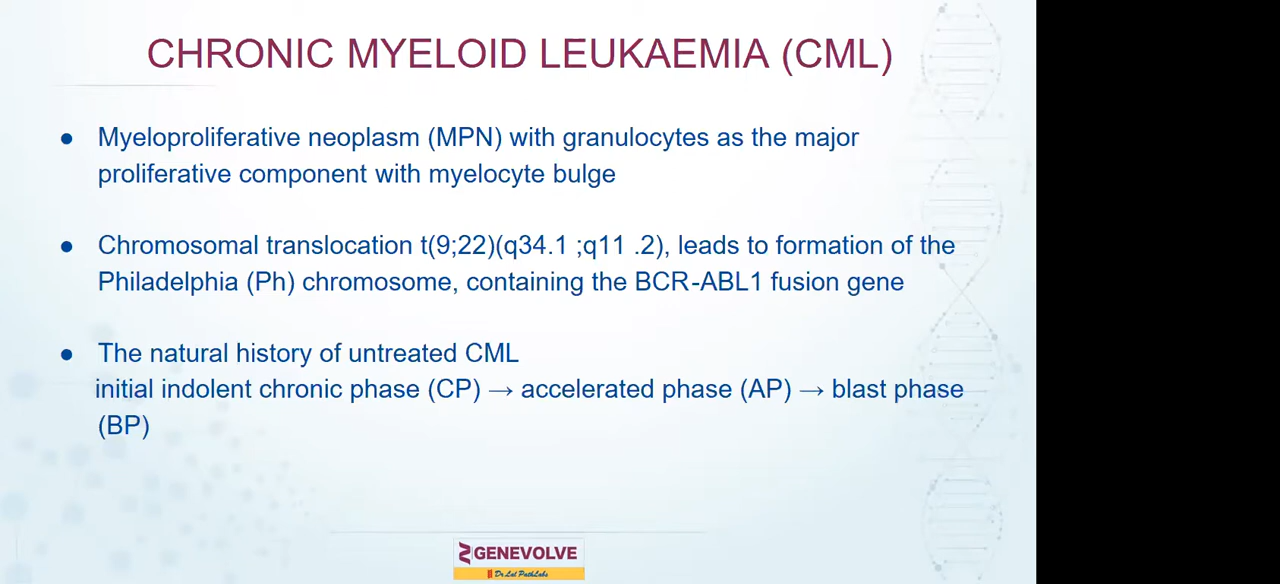 CHRONIC MYELOID LEUKAEMIA (CML)
● Myeloproliferative neoplasm (MPN) with granulocytes as the major
proliferative component with myelocyte bulge
● Chromosomal translocation t(9;22)(q34.1 ;q11 .2), leads to formation of the
Philadelphia (Ph) chromosome, containing the BCR-ABL1 fusion gene
● The natural history of untreated CML
initial indolent chronic phase (CP) → accelerated phase (AP) → blast phase
(BP)
GENEVOLVE
Dr.Lal PathLabs